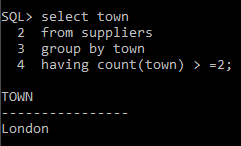 SQL> select town
2 from suppliers
3 group by town
4 having count(town) > =2;
TOWN
----------------
London